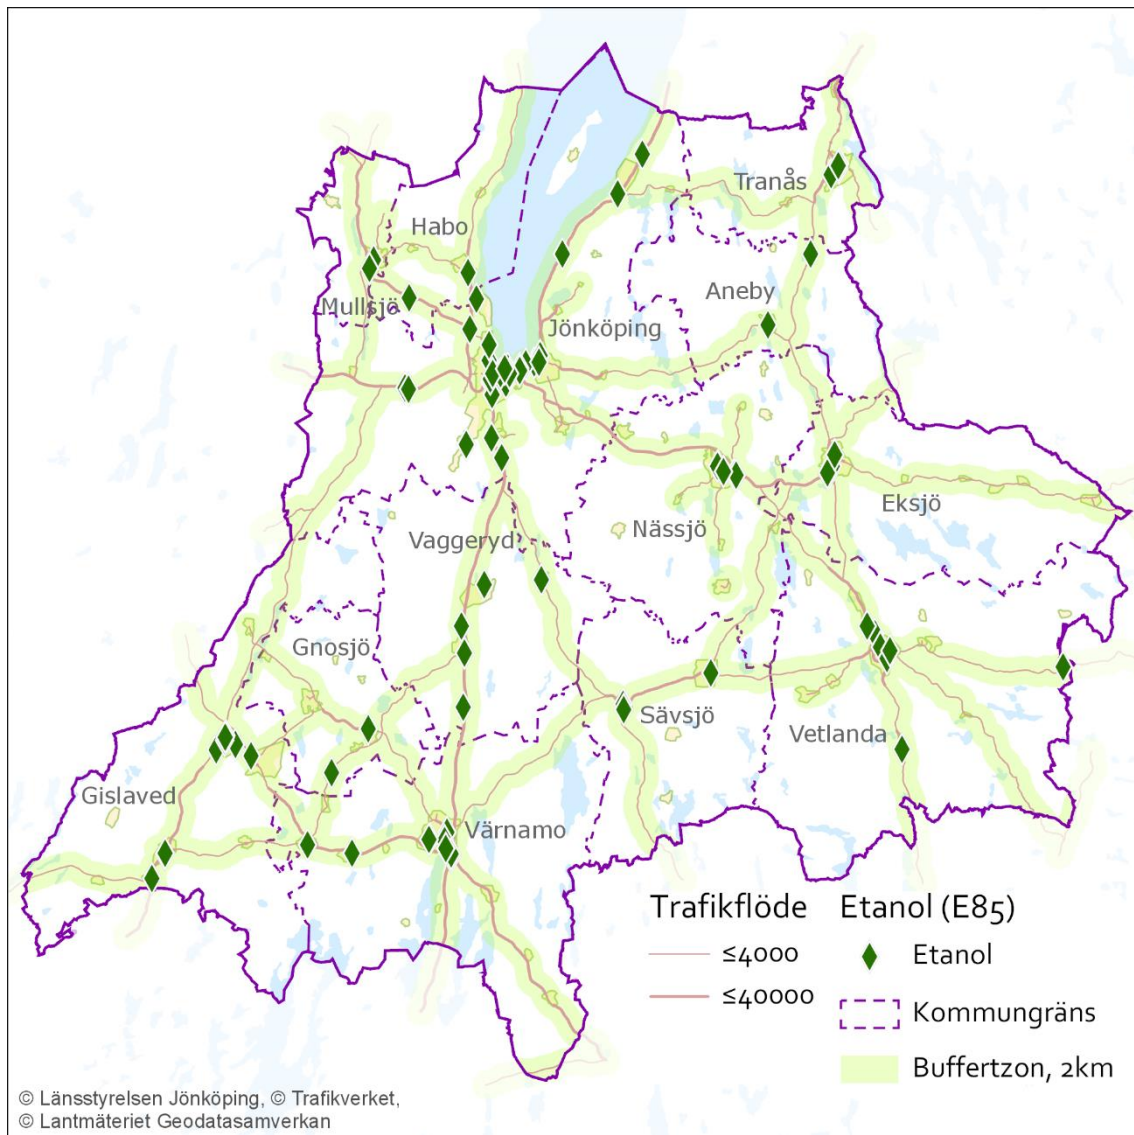 Tranås
Habo
Aneby
Mullsjö
Jönköping
Eksjö
Nässjö
Vaggeryd
Gnosjö
Sävsjö
Vetlanda
Gislaved
Värnamo
Trafikflöde
≤4000
≤40000
Etanol (E85)
Etanol
Kommungräns
Buffertzon, 2km
© Länsstyrelsen Jönköping, © Trafikverket,
© Lantmäteriet Geodatasamverkan